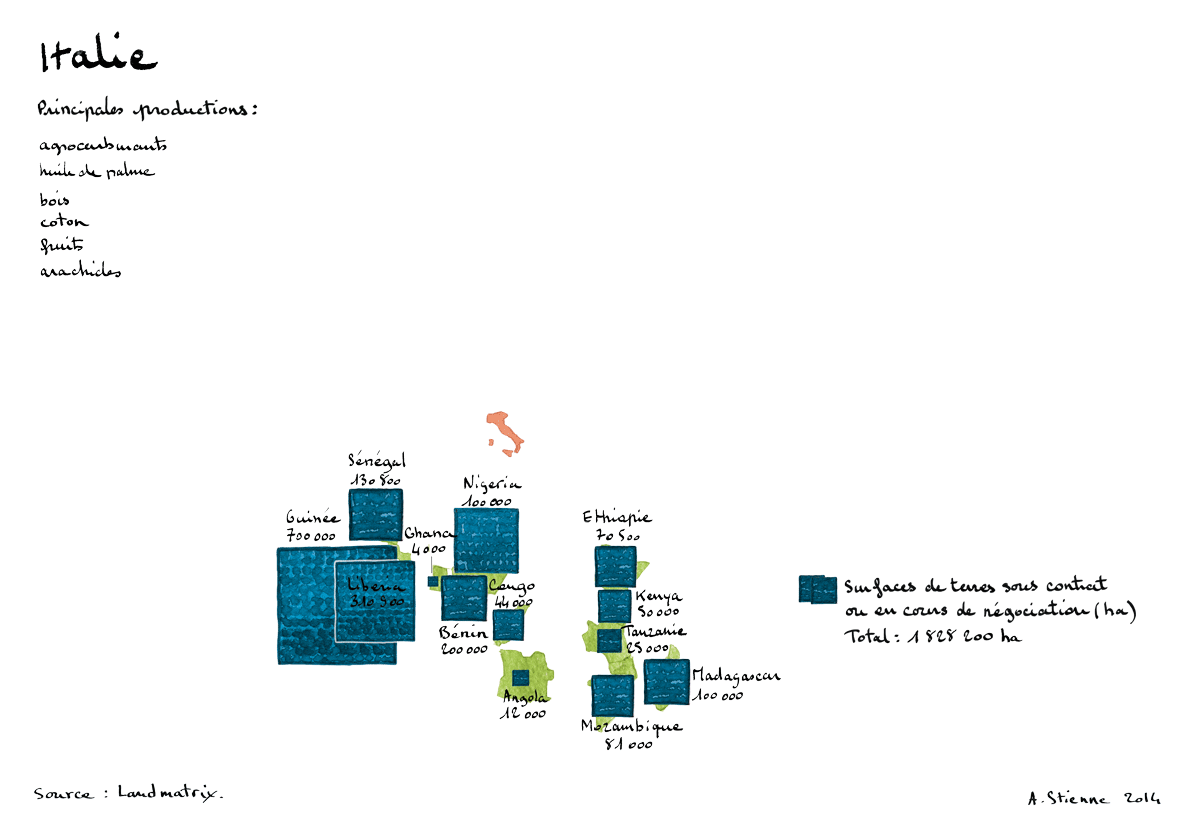 Italie
Principales productions :
agrocarburants
huile de palme
bois
coton
fruits
arachides
Sénégal
130 800
Nigeria
100 000
Guinée
700 000
Ghana
4 000
Ethiopie
70 500
Liberia
310 900
Congo
44 000
Kenya
50 000
Bénin
200 000
Tanzanie
25 000
Madagascar
100 000
Angola
12 000
Mozambique
81 000
Surfaces de terres sous contrat
ou en cours de négociation (ha)
Total : 1 828 200 ha
Source : Landmatrix.
A. Stienne 2014